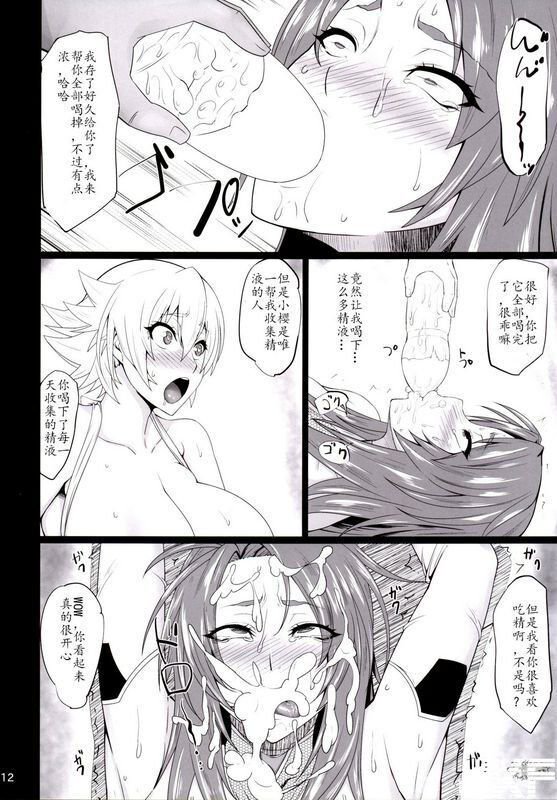 我存了好久给你了,我来
帮你全部喝掉,不过有点
浓,哈哈
很好,你把
它全部喝完
了,很乖嘛
竟然让我喝下…
这么多精液!
ゴク
ゴク
但是小樱是唯
一帮我收集精
液的人
你喝下了每一
天收集的精液
但是我看你很喜欢
吃精啊,不是吗?
WOW,你看起来
真的很开心
12